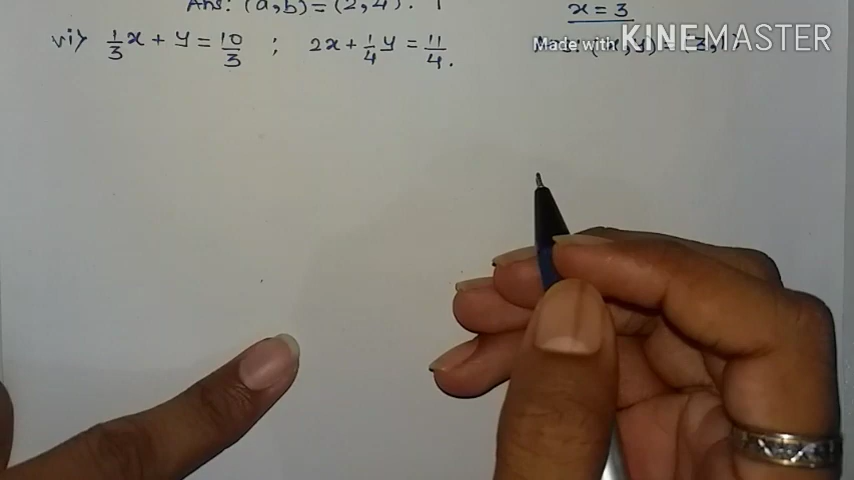 Ans: (a,b) = (2,4).
x = 3
vi) 1/3 x + y = 10/3 ; 2x + 1/4 y = 11/4.
Made with KINEMASTER